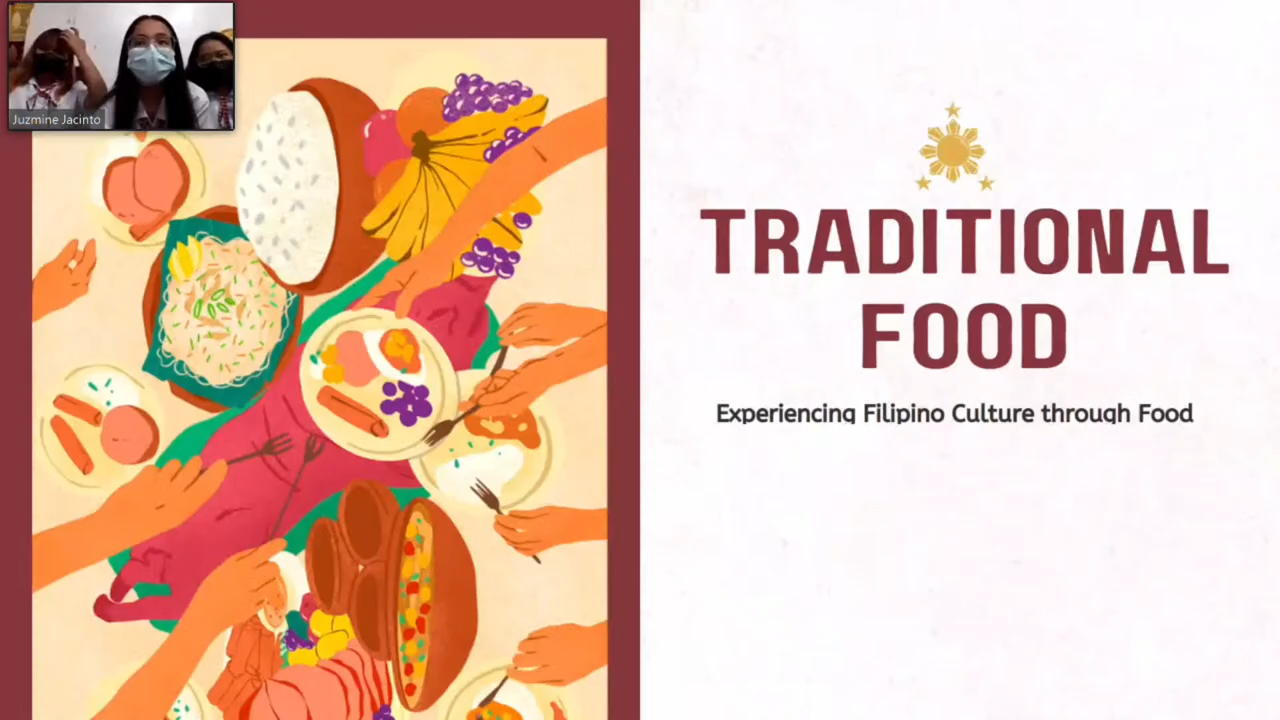 Juzmine Jacinto
TRADITIONAL
FOOD
Experiencing Filipino Culture through Food